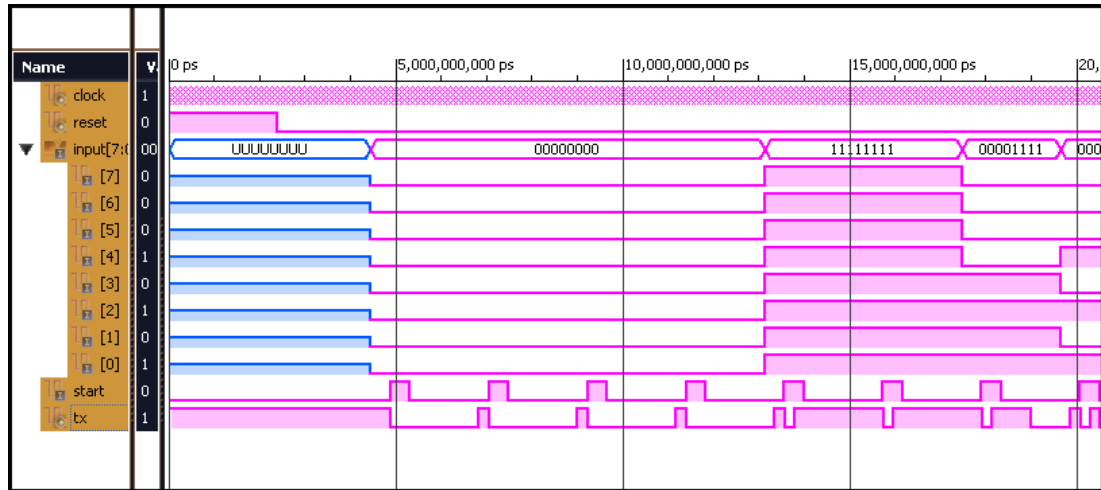 Name V. 0 ps 5,000,000,000 ps 10,000,000,000 ps 15,000,000,000 ps 20,
clock 1
reset 0
input[7:0 00 UUUUUUUU 00000000 11111111 00001111 000
[7] 0
[6] 0
[5] 0
[4] 1
[3] 0
[2] 1
[1] 0
[0] 1
start 0
tx 1